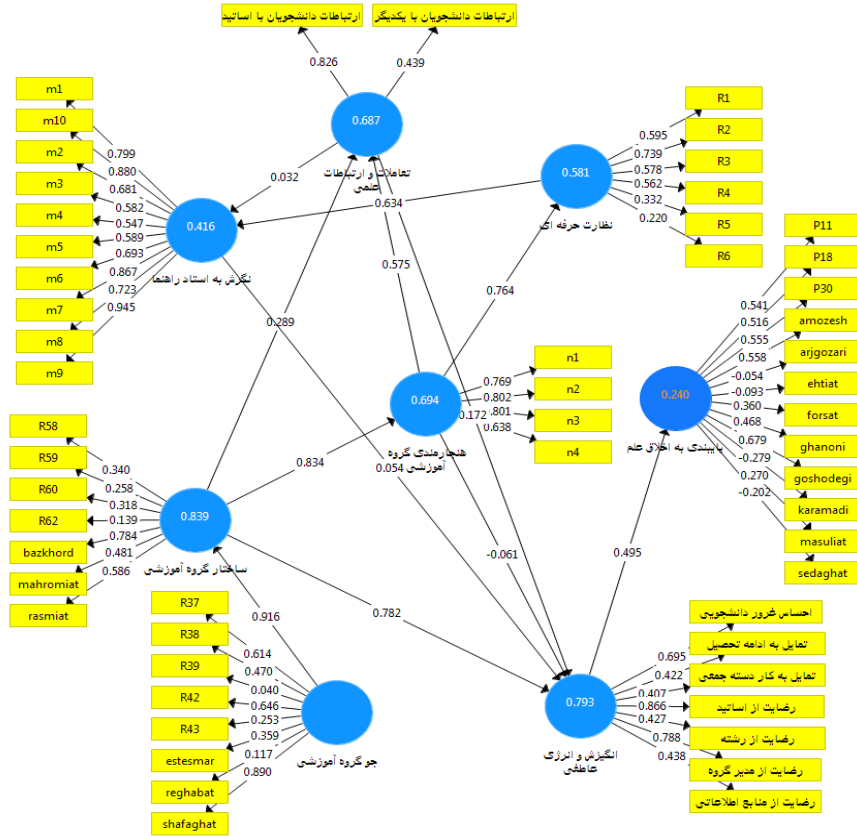 ارتباطات دانشجویان با اساتید
ارتباطات دانشجویان با یکدیگر
0.826
0.439
0.687
تعاملات و ارتباطات
علمی
m1
m10
m2
m3
m4
m5
m6
m7
m8
m9
0.799
0.880
0.681
0.582
0.547
0.589
0.693
0.867
0.723
0.945
0.416
نگرش به استاد راهنما
0.032
0.634
0.575
0.289
0.764
0.581
نظارت حرفه ای
R1
R2
R3
R4
R5
R6
0.595
0.739
0.578
0.562
0.332
0.220
P11
P18
P30
amozesh
arjgozari
ehtiat
forsat
ghanoni
goshodegi
karamadi
masuliat
sedaghat
0.541
0.516
0.555
0.558
-0.054
-0.093
0.360
0.468
0.679
-0.279
0.270
-0.202
0.240
پایبندی به اخلاق علم
0.694
هنجارمندی گروه
آموزشی
n1
n2
n3
n4
0.769
0.802
.801
0.638
0.172
0.834
0.054
-0.061
0.495
R58
R59
R60
R62
bazkhord
mahromiat
rasmiat
0.340
0.258
0.318
0.139
0.784
0.481
0.586
0.839
ساختار گروه آموزشی
0.916
0.782
R37
R38
R39
R42
R43
estesmar
reghabat
shafaghat
0.614
0.470
0.040
0.646
0.253
0.359
0.117
0.890
جو گروه آموزشی
0.793
انگیزش و انرژی
عاطفی
احساس غرور دانشجویی
تمایل به ادامه تحصیل
تمایل به کار دسته جمعی
رضایت از اساتید
رضایت از رشته
رضایت از مدیر گروه
رضایت از منابع اطلاعاتی
0.695
0.422
0.407
0.866
0.427
0.788
0.438